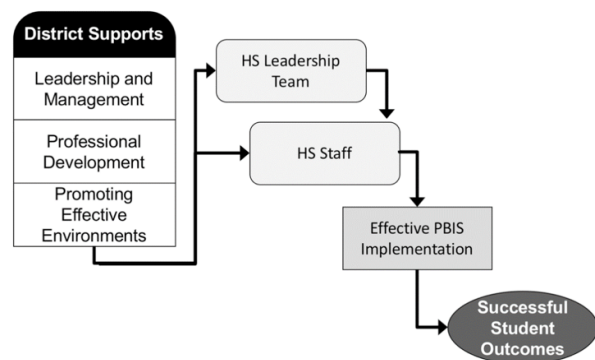 District Supports
Leadership and
Management
Professional
Development
Promoting
Effective
Environments
HS Leadership
Team
HS Staff
Effective PBIS
Implementation
Successful
Student
Outcomes